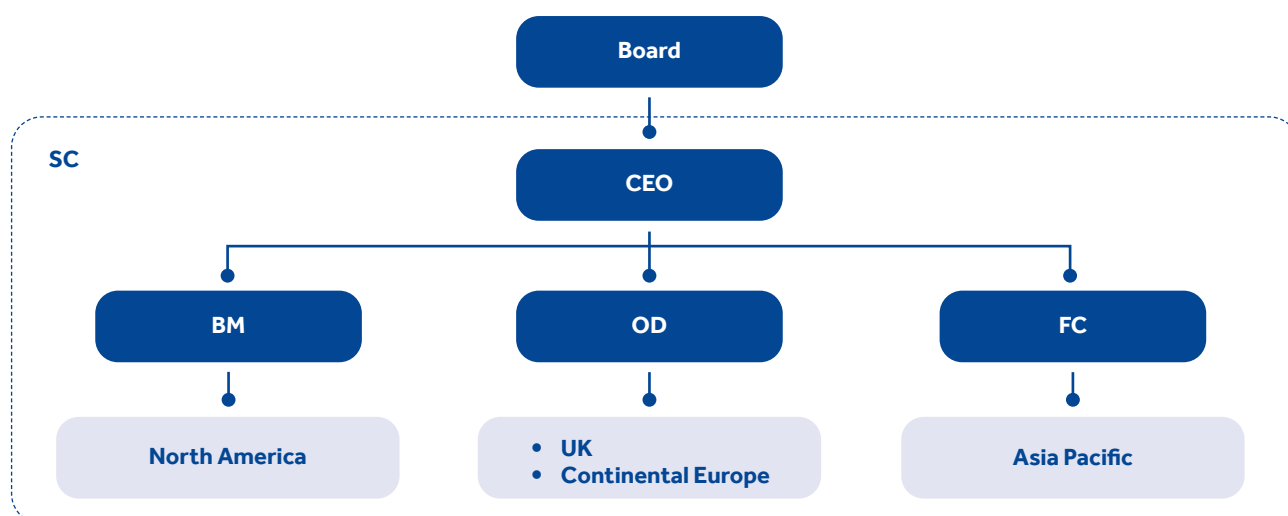 Board
SC
CEO
BM
OD
FC
North America
• UK
• Continental Europe
Asia Pacific